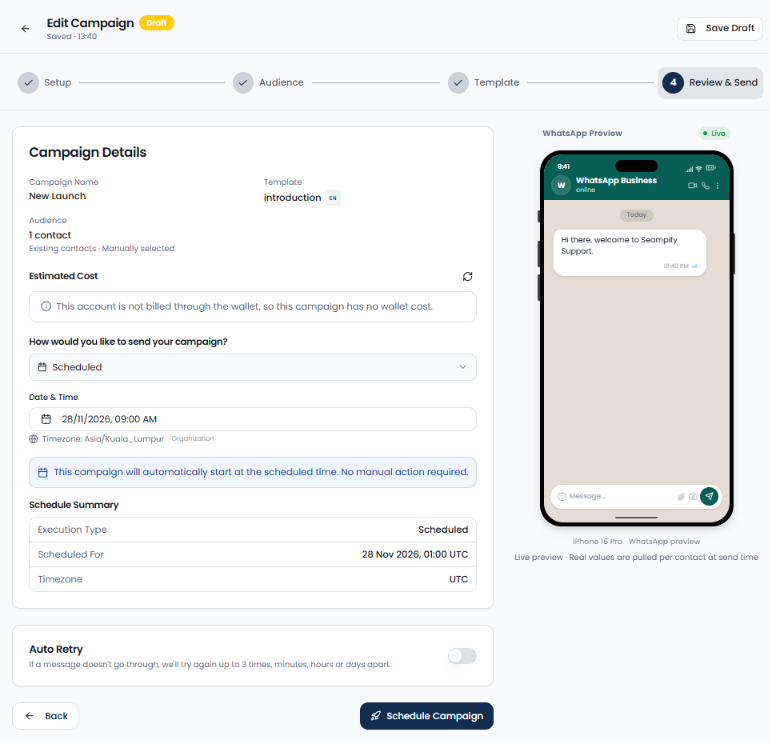 Edit Campaign Draft
Saved · 13:40
Save Draft
Setup
Audience
Template
4 Review & Send
Campaign Details
Campaign Name
New Launch
Template
introduction EN
Audience
1 contact
Existing contacts · Manually selected
Estimated Cost
This account is not billed through the wallet, so this campaign has no wallet cost.
How would you like to send your campaign?
Scheduled
Date & Time
28/11/2026, 09:00 AM
Timezone: Asia/Kuala_Lumpur · Organization
This campaign will automatically start at the scheduled time. No manual action required.
Schedule Summary
Execution Type Scheduled
Scheduled For 28 Nov 2026, 01:00 UTC
Timezone UTC
Auto Retry
If a message doesn't go through, we'll try again up to 3 times, minutes, hours or days apart.
Back
Schedule Campaign
WhatsApp Preview
Live
9:41
W
WhatsApp Business
online
Today
Hi there, welcome to Seampify
Support.
01:40 PM
Message...
iPhone 16 Pro · WhatsApp preview
Live preview · Real values are pulled per contact at send time